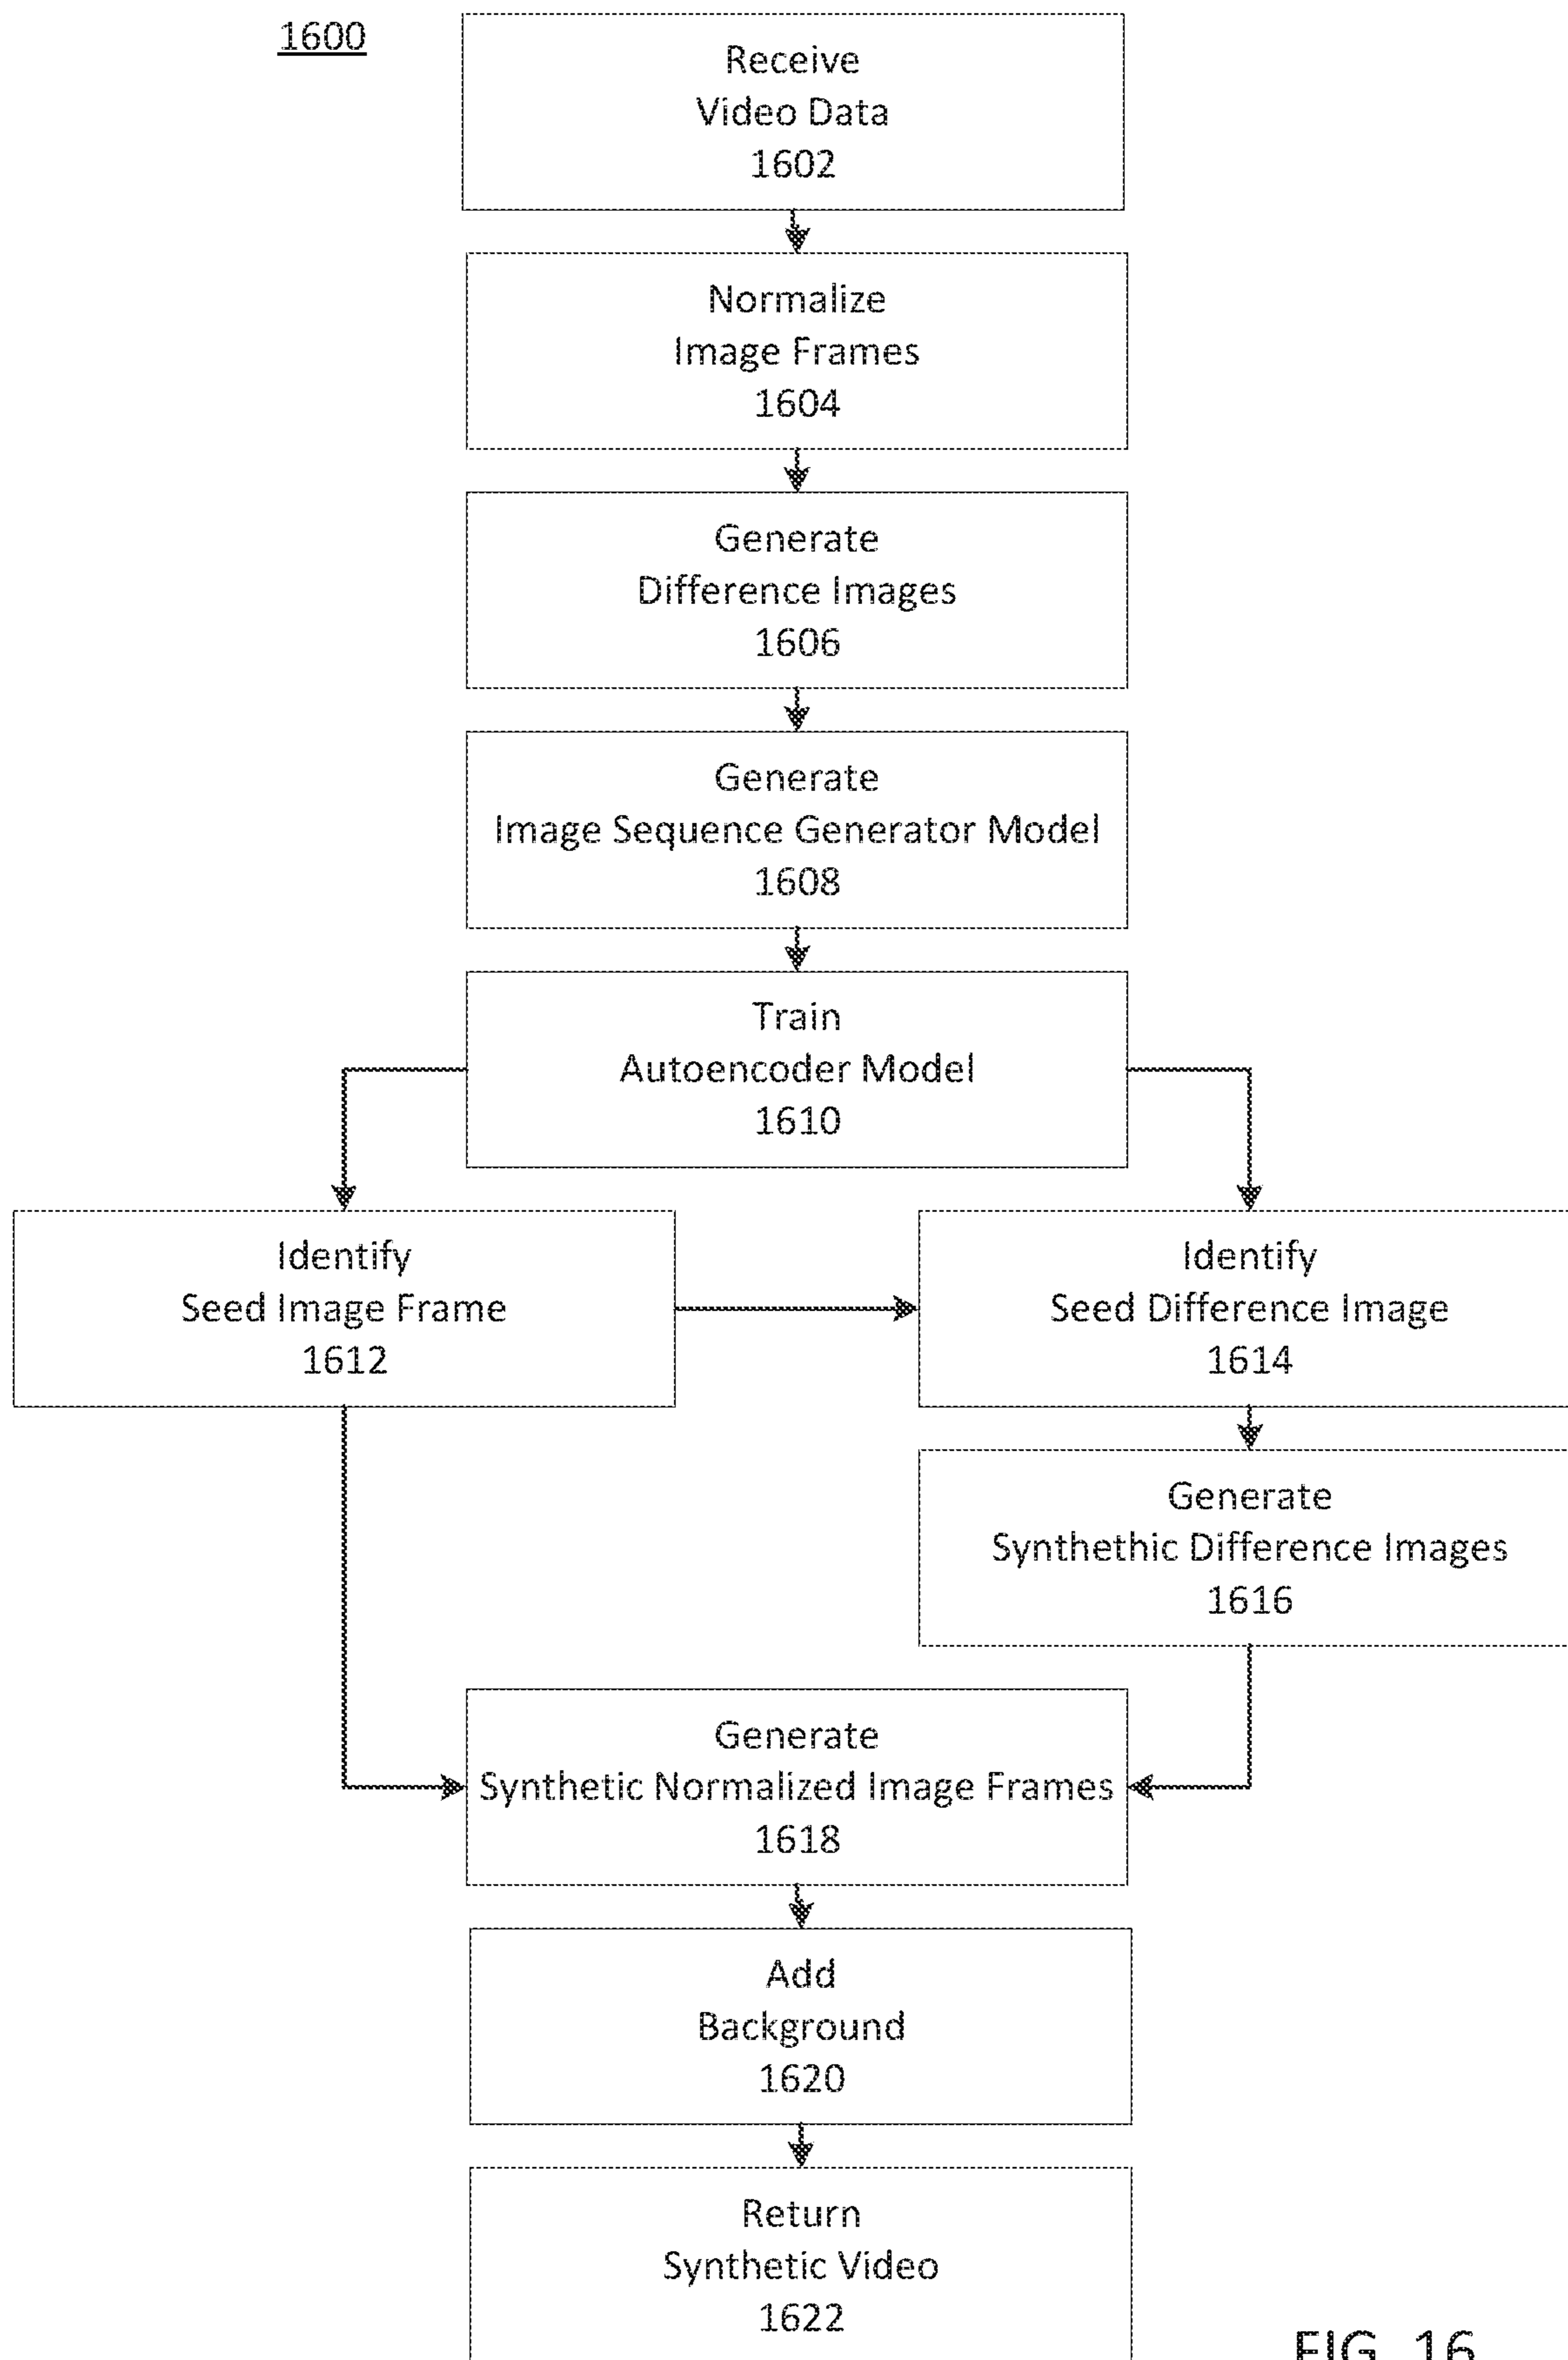 1600
Receive
Video Data
1602
Normalize
Image Frames
1604
Generate
Difference Images
1606
Generate
Image Sequence Generator Model
1608
Train
Autoencoder Model
1610
Identify
Seed Image Frame
1612
Identify
Seed Difference Image
1614
Generate
Synthethic Difference Images
1616
Generate
Synthetic Normalized Image Frames
1618
Add
Background
1620
Return
Synthetic Video
1622
FIG. 16